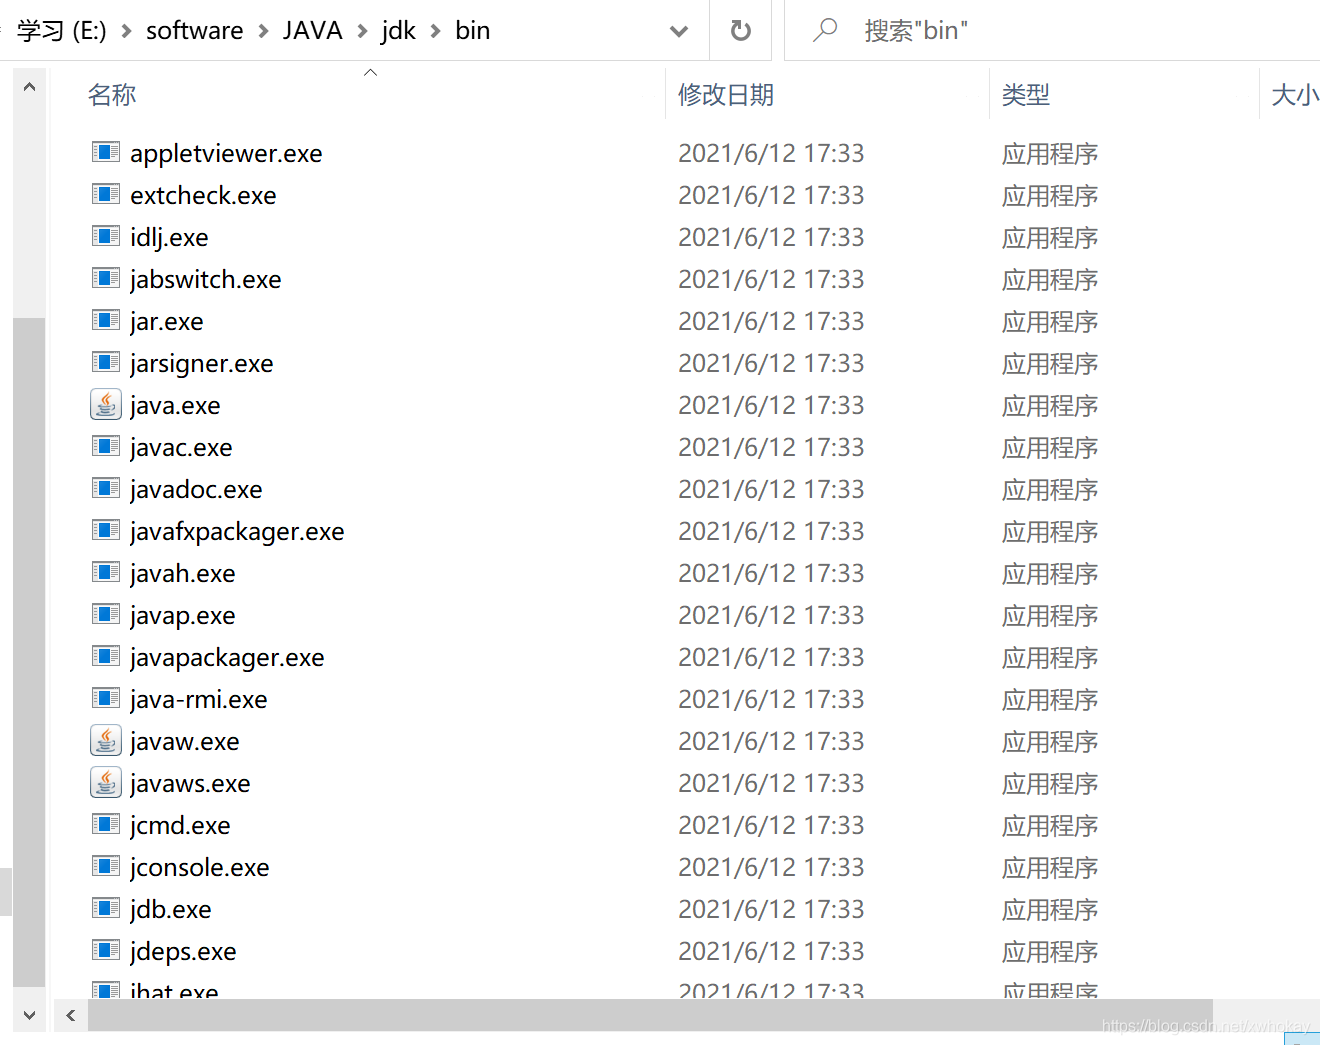 学习 (E:) > software > JAVA > jdk > bin
搜索"bin"
名称 修改日期 类型 大小
appletviewer.exe 2021/6/12 17:33 应用程序
extcheck.exe 2021/6/12 17:33 应用程序
idlj.exe 2021/6/12 17:33 应用程序
jabswitch.exe 2021/6/12 17:33 应用程序
jar.exe 2021/6/12 17:33 应用程序
jarsigner.exe 2021/6/12 17:33 应用程序
java.exe 2021/6/12 17:33 应用程序
javac.exe 2021/6/12 17:33 应用程序
javadoc.exe 2021/6/12 17:33 应用程序
javafxpackager.exe 2021/6/12 17:33 应用程序
javah.exe 2021/6/12 17:33 应用程序
javap.exe 2021/6/12 17:33 应用程序
javapackager.exe 2021/6/12 17:33 应用程序
java-rmi.exe 2021/6/12 17:33 应用程序
javaw.exe 2021/6/12 17:33 应用程序
javaws.exe 2021/6/12 17:33 应用程序
jcmd.exe 2021/6/12 17:33 应用程序
jconsole.exe 2021/6/12 17:33 应用程序
jdb.exe 2021/6/12 17:33 应用程序
jdeps.exe 2021/6/12 17:33 应用程序
jhat.exe 2021/6/12 17:33 应用程序
https://blog.csdn.net/xwhokay